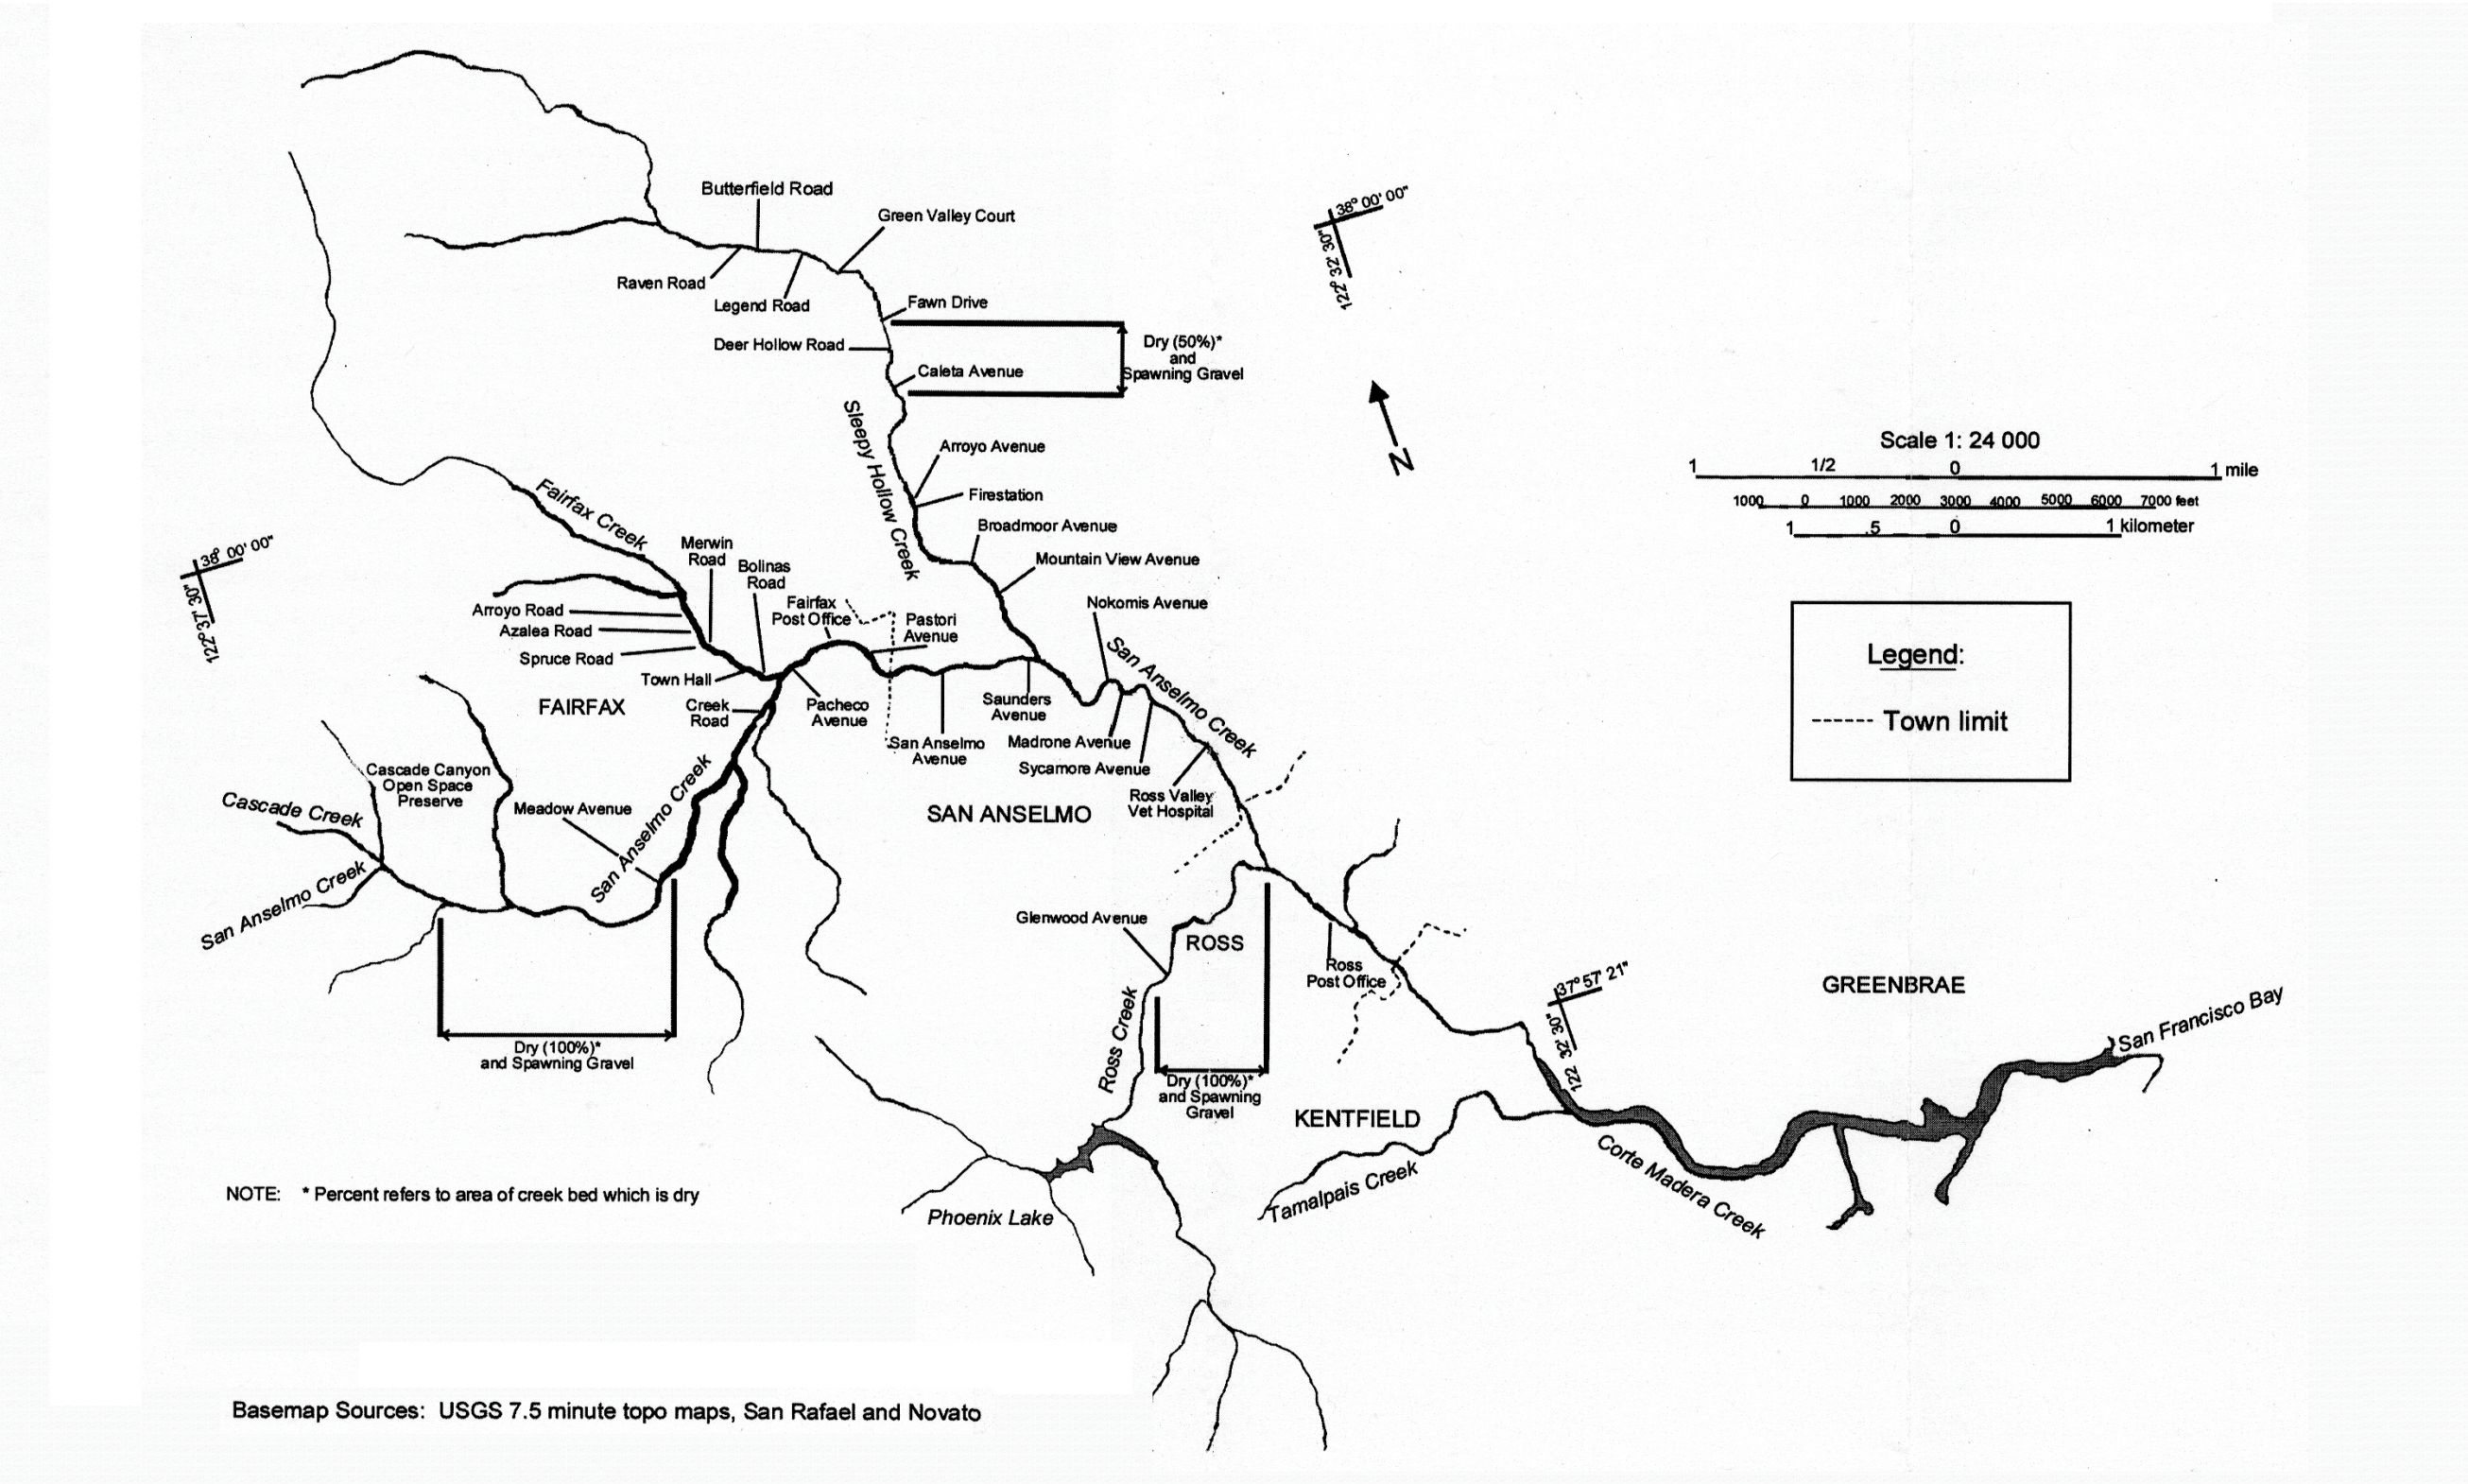 Butterfield Road
Green Valley Court
38° 00' 00"
122° 32' 30"
Raven Road
Legend Road
Fawn Drive
Deer Hollow Road
Dry (50%)*
and
Spawning Gravel
Caleta Avenue
Sleepy Hollow Creek
N
Scale 1: 24 000
1 1/2 0 1 mile
1000 0 1000 2000 3000 4000 5000 6000 7000 feet
1 .5 0 1 kilometer
Arroyo Avenue
Firestation
Broadmoor Avenue
Mountain View Avenue
Fairfax Creek
38° 00' 00"
122° 37' 30"
Merwin
Road
Bolinas
Road
Fairfax
Post Office
Pastori
Avenue
Nokomis Avenue
Arroyo Road
Azalea Road
Spruce Road
Town Hall
FAIRFAX
Creek
Road
Pacheco
Avenue
San Anselmo
Avenue
Saunders
Avenue
Madrone Avenue
Sycamore Avenue
San Anselmo Creek
Ross Valley
Vet Hospital
SAN ANSELMO
Legend:
Town limit
Cascade Canyon
Open Space
Preserve
Cascade Creek
Meadow Avenue
San Anselmo Creek
San Anselmo Creek
Glenwood Avenue
ROSS
Ross
Post Office
37° 57' 21"
122 32' 30"
GREENBRAE
San Francisco Bay
Dry (100%)*
and Spawning Gravel
Ross Creek
Dry (100%)*
and Spawning
Gravel
KENTFIELD
Tamalpais Creek
Corte Madera Creek
Phoenix Lake
NOTE: * Percent refers to area of creek bed which is dry
Basemap Sources: USGS 7.5 minute topo maps, San Rafael and Novato